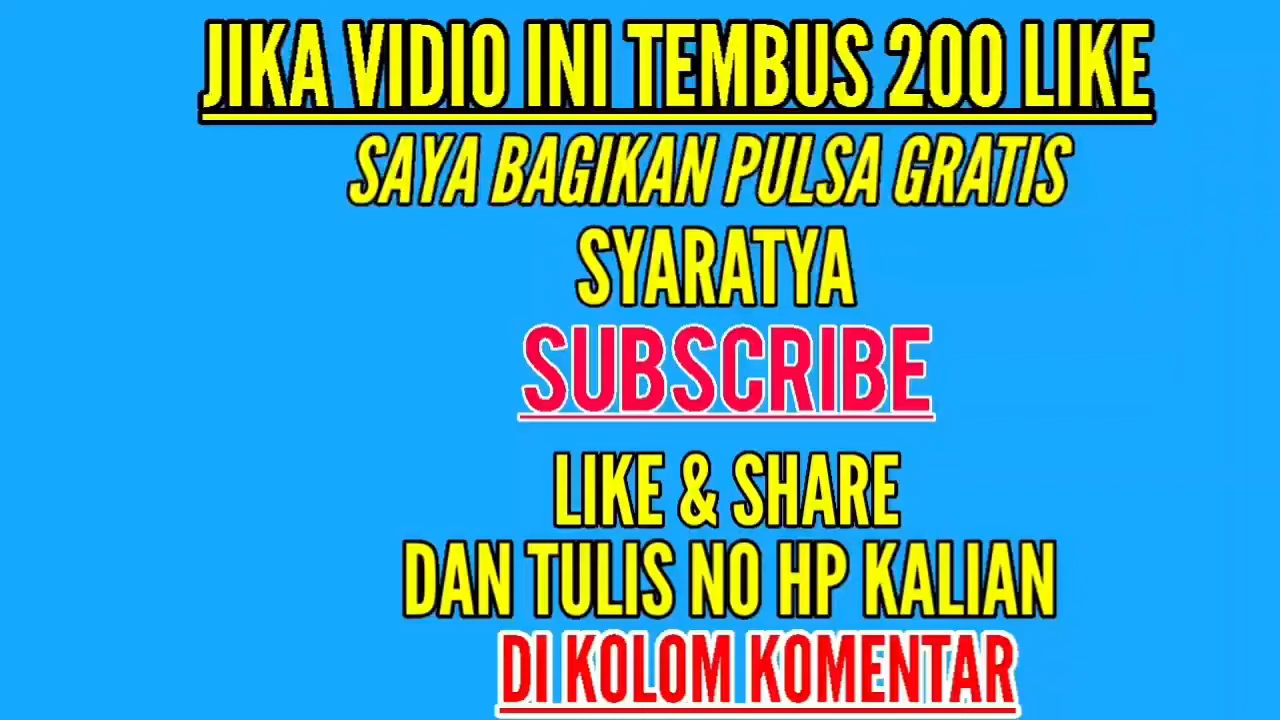 JIKA VIDIO INI TEMBUS 200 LIKE
SAYA BAGIKAN PULSA GRATIS
SYARATYA
SUBSCRIBE
LIKE & SHARE
DAN TULIS NO HP KALIAN
DI KOLOM KOMENTAR